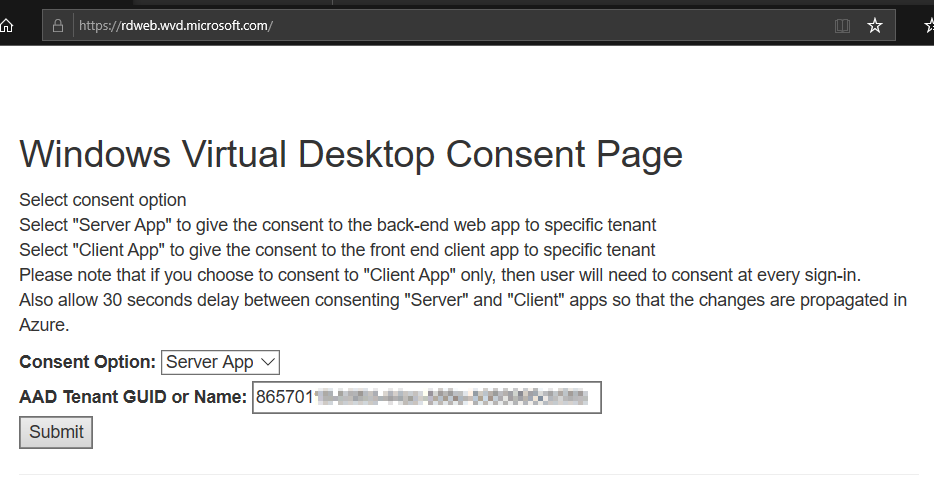 https://rdweb.wvd.microsoft.com/
Windows Virtual Desktop Consent Page
Select consent option
Select "Server App" to give the consent to the back-end web app to specific tenant
Select "Client App" to give the consent to the front end client app to specific tenant
Please note that if you choose to consent to "Client App" only, then user will need to consent at every sign-in.
Also allow 30 seconds delay between consenting "Server" and "Client" apps so that the changes are propagated in
Azure.
Consent Option: Server App
AAD Tenant GUID or Name: 865701
Submit